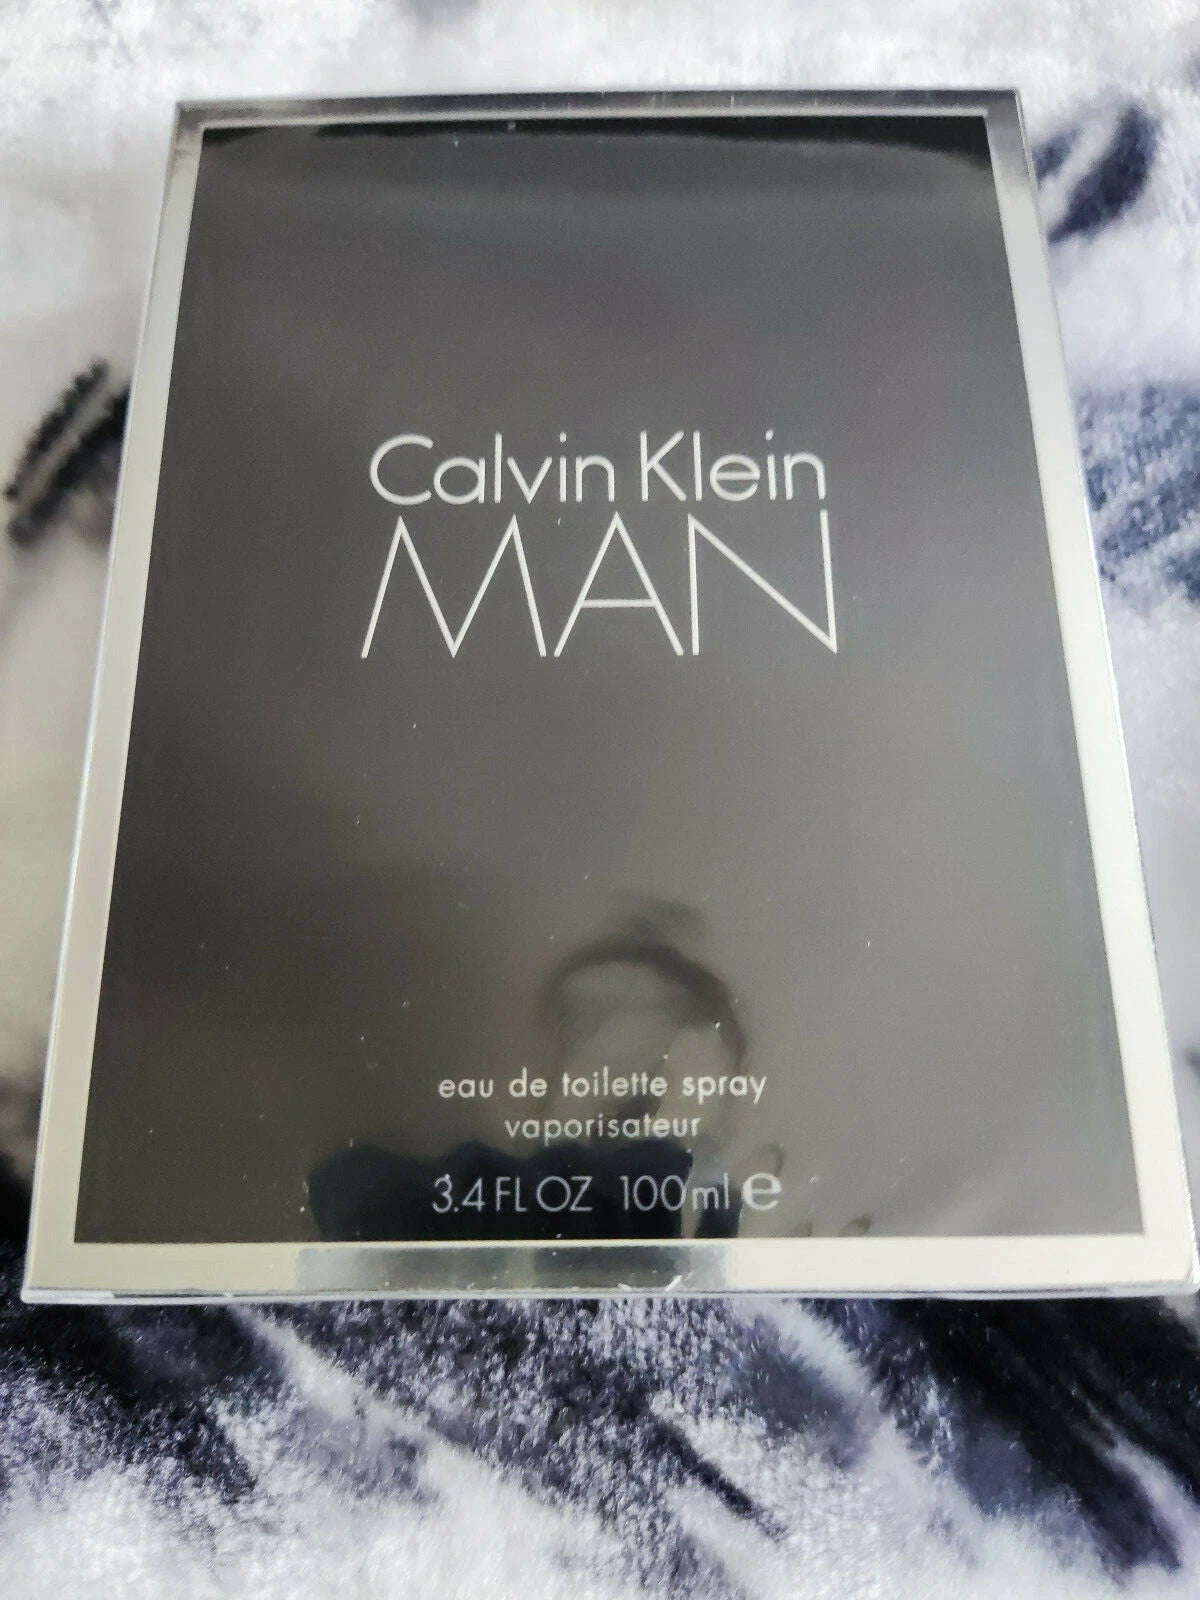 Calvin Klein
MAN
eau de toilette spray
vaporisateur
3.4 FL OZ 100ml ℮